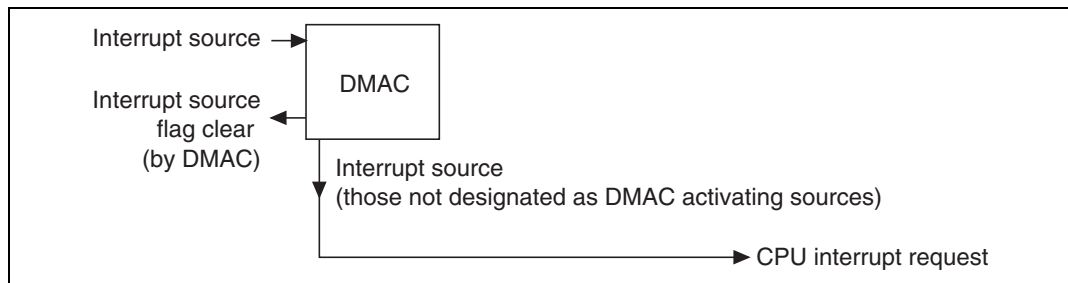 Interrupt source
DMAC
Interrupt source
flag clear
(by DMAC)
Interrupt source
(those not designated as DMAC activating sources)
CPU interrupt request